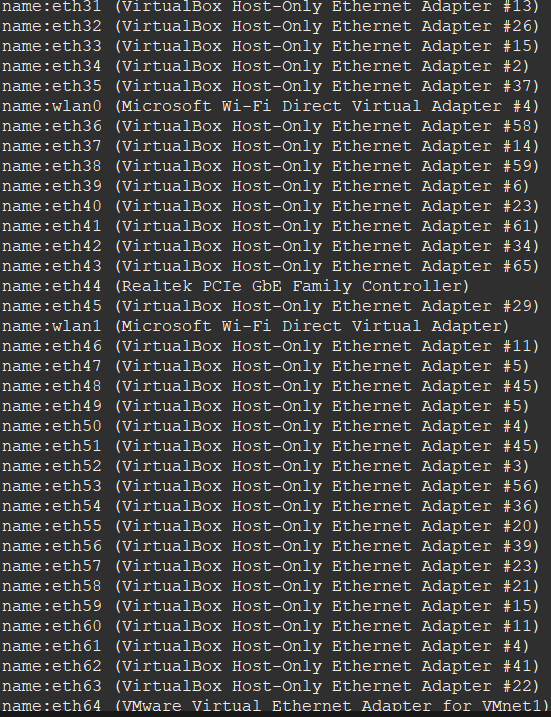 name:eth31 (VirtualBox Host-Only Ethernet Adapter #13)
name:eth32 (VirtualBox Host-Only Ethernet Adapter #26)
name:eth33 (VirtualBox Host-Only Ethernet Adapter #15)
name:eth34 (VirtualBox Host-Only Ethernet Adapter #2)
name:eth35 (VirtualBox Host-Only Ethernet Adapter #37)
name:wlan0 (Microsoft Wi-Fi Direct Virtual Adapter #4)
name:eth36 (VirtualBox Host-Only Ethernet Adapter #58)
name:eth37 (VirtualBox Host-Only Ethernet Adapter #14)
name:eth38 (VirtualBox Host-Only Ethernet Adapter #59)
name:eth39 (VirtualBox Host-Only Ethernet Adapter #6)
name:eth40 (VirtualBox Host-Only Ethernet Adapter #23)
name:eth41 (VirtualBox Host-Only Ethernet Adapter #61)
name:eth42 (VirtualBox Host-Only Ethernet Adapter #34)
name:eth43 (VirtualBox Host-Only Ethernet Adapter #65)
name:eth44 (Realtek PCIe GbE Family Controller)
name:eth45 (VirtualBox Host-Only Ethernet Adapter #29)
name:wlan1 (Microsoft Wi-Fi Direct Virtual Adapter)
name:eth46 (VirtualBox Host-Only Ethernet Adapter #11)
name:eth47 (VirtualBox Host-Only Ethernet Adapter #5)
name:eth48 (VirtualBox Host-Only Ethernet Adapter #45)
name:eth49 (VirtualBox Host-Only Ethernet Adapter #5)
name:eth50 (VirtualBox Host-Only Ethernet Adapter #4)
name:eth51 (VirtualBox Host-Only Ethernet Adapter #45)
name:eth52 (VirtualBox Host-Only Ethernet Adapter #3)
name:eth53 (VirtualBox Host-Only Ethernet Adapter #56)
name:eth54 (VirtualBox Host-Only Ethernet Adapter #36)
name:eth55 (VirtualBox Host-Only Ethernet Adapter #20)
name:eth56 (VirtualBox Host-Only Ethernet Adapter #39)
name:eth57 (VirtualBox Host-Only Ethernet Adapter #23)
name:eth58 (VirtualBox Host-Only Ethernet Adapter #21)
name:eth59 (VirtualBox Host-Only Ethernet Adapter #15)
name:eth60 (VirtualBox Host-Only Ethernet Adapter #11)
name:eth61 (VirtualBox Host-Only Ethernet Adapter #4)
name:eth62 (VirtualBox Host-Only Ethernet Adapter #41)
name:eth63 (VirtualBox Host-Only Ethernet Adapter #22)
name:eth64 (VMware Virtual Ethernet Adapter for VMnet1)